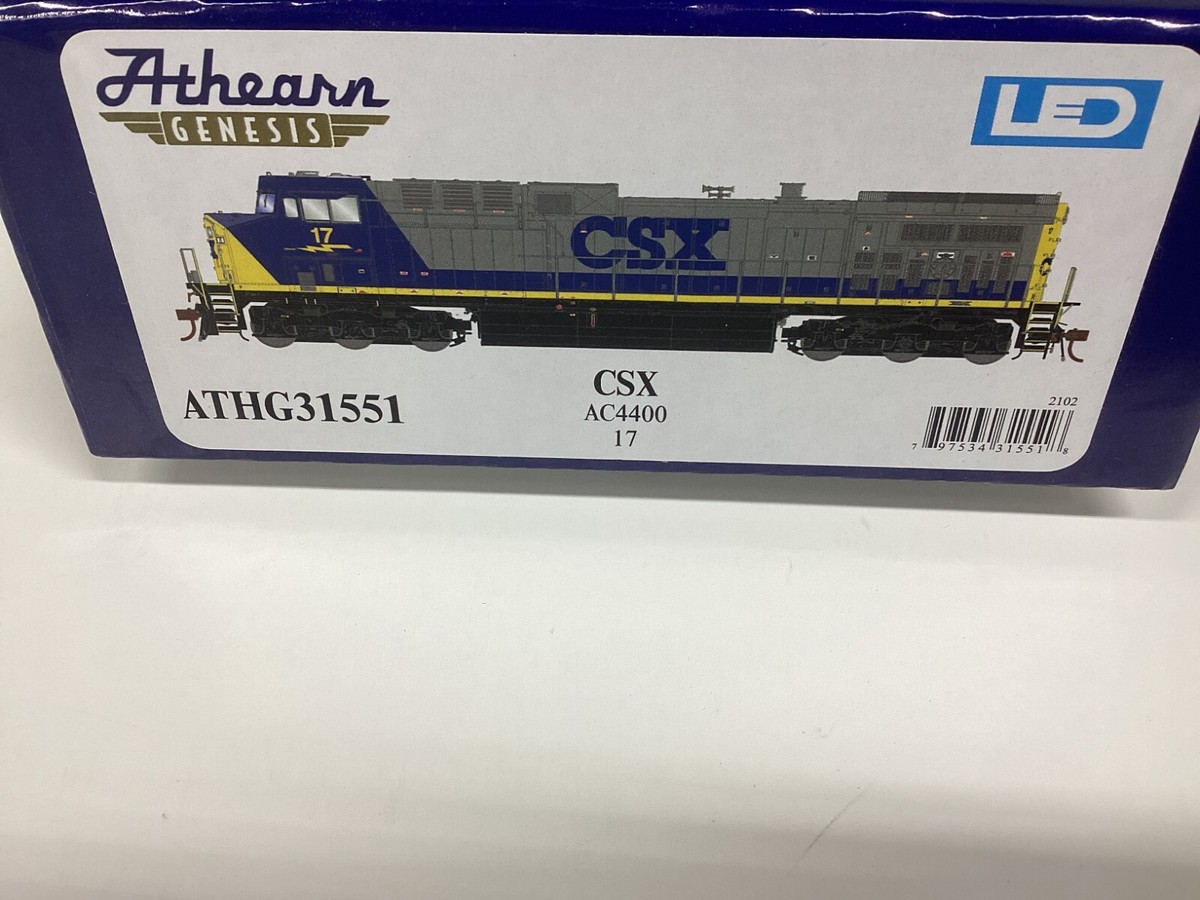 Athearn
GENESIS
LED
17
CSX
ATHG31551
CSX
AC4400
17
2102
7 97534 31551 8